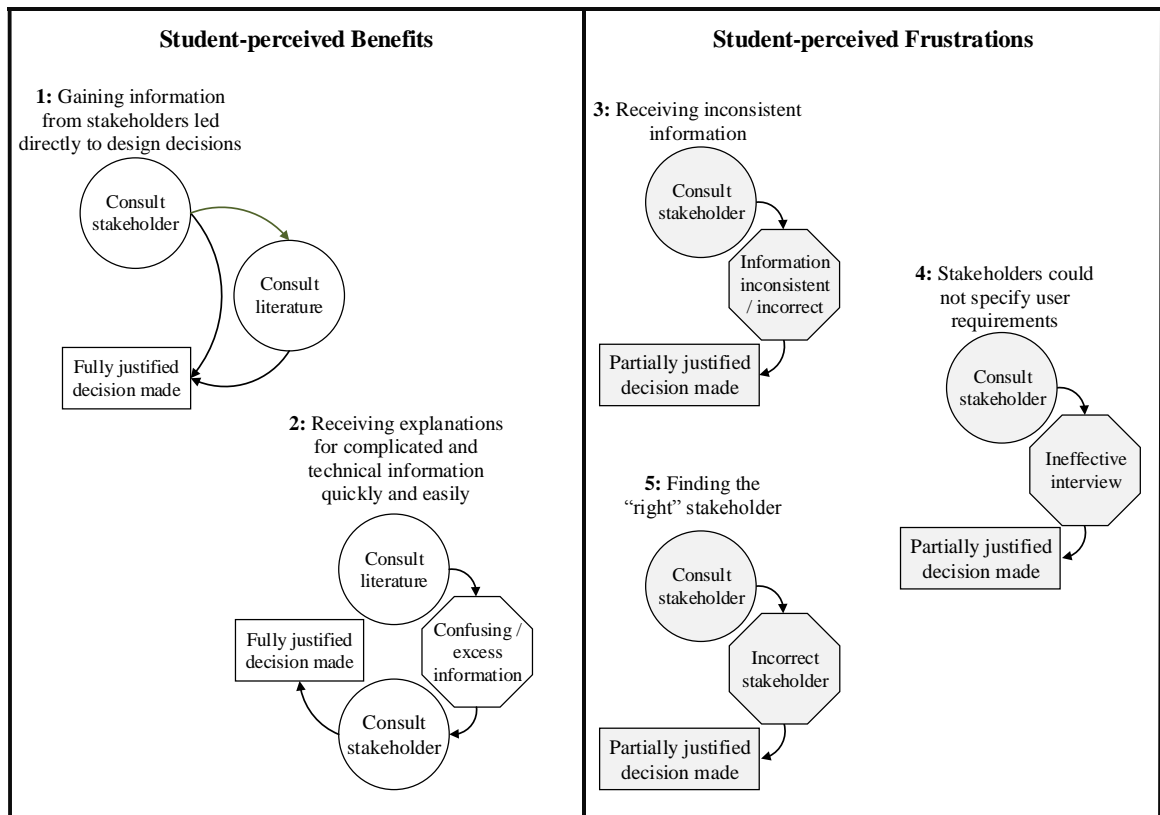 Student-perceived Benefits
1: Gaining information
from stakeholders led
directly to design decisions
Consult
stakeholder
Consult
literature
Fully justified
decision made
2: Receiving explanations
for complicated and
technical information
quickly and easily
Consult
literature
Confusing /
excess
information
Fully justified
decision made
Consult
stakeholder
Student-perceived Frustrations
3: Receiving inconsistent
information
Consult
stakeholder
Information
inconsistent
/ incorrect
Partially justified
decision made
4: Stakeholders could
not specify user
requirements
Consult
stakeholder
Ineffective
interview
Partially justified
decision made
5: Finding the
“right” stakeholder
Consult
stakeholder
Incorrect
stakeholder
Partially justified
decision made